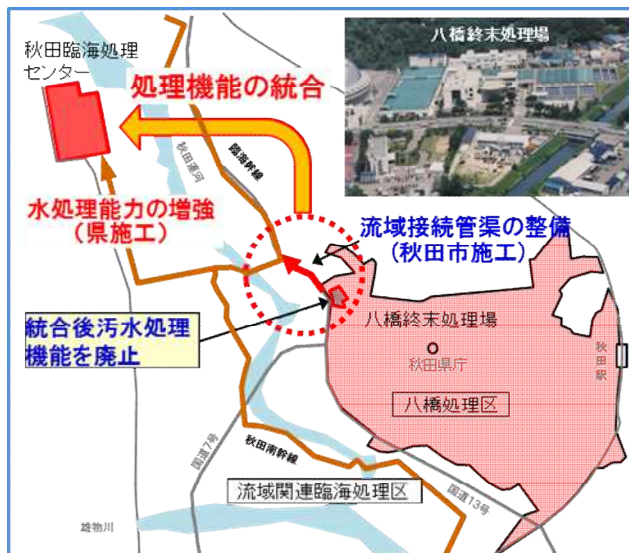 秋田臨海処理
センター
処理機能の統合
八橋終末処理場
秋田運河
臨海幹線
水処理能力の増強
(県施工)
流域接続管渠の整備
(秋田市施工)
統合後汚水処理
機能を廃止
八橋終末処理場
秋田県庁
秋田駅
八橋処理区
国道7号
秋田南幹線
流域関連臨海処理区
国道13号
雄物川